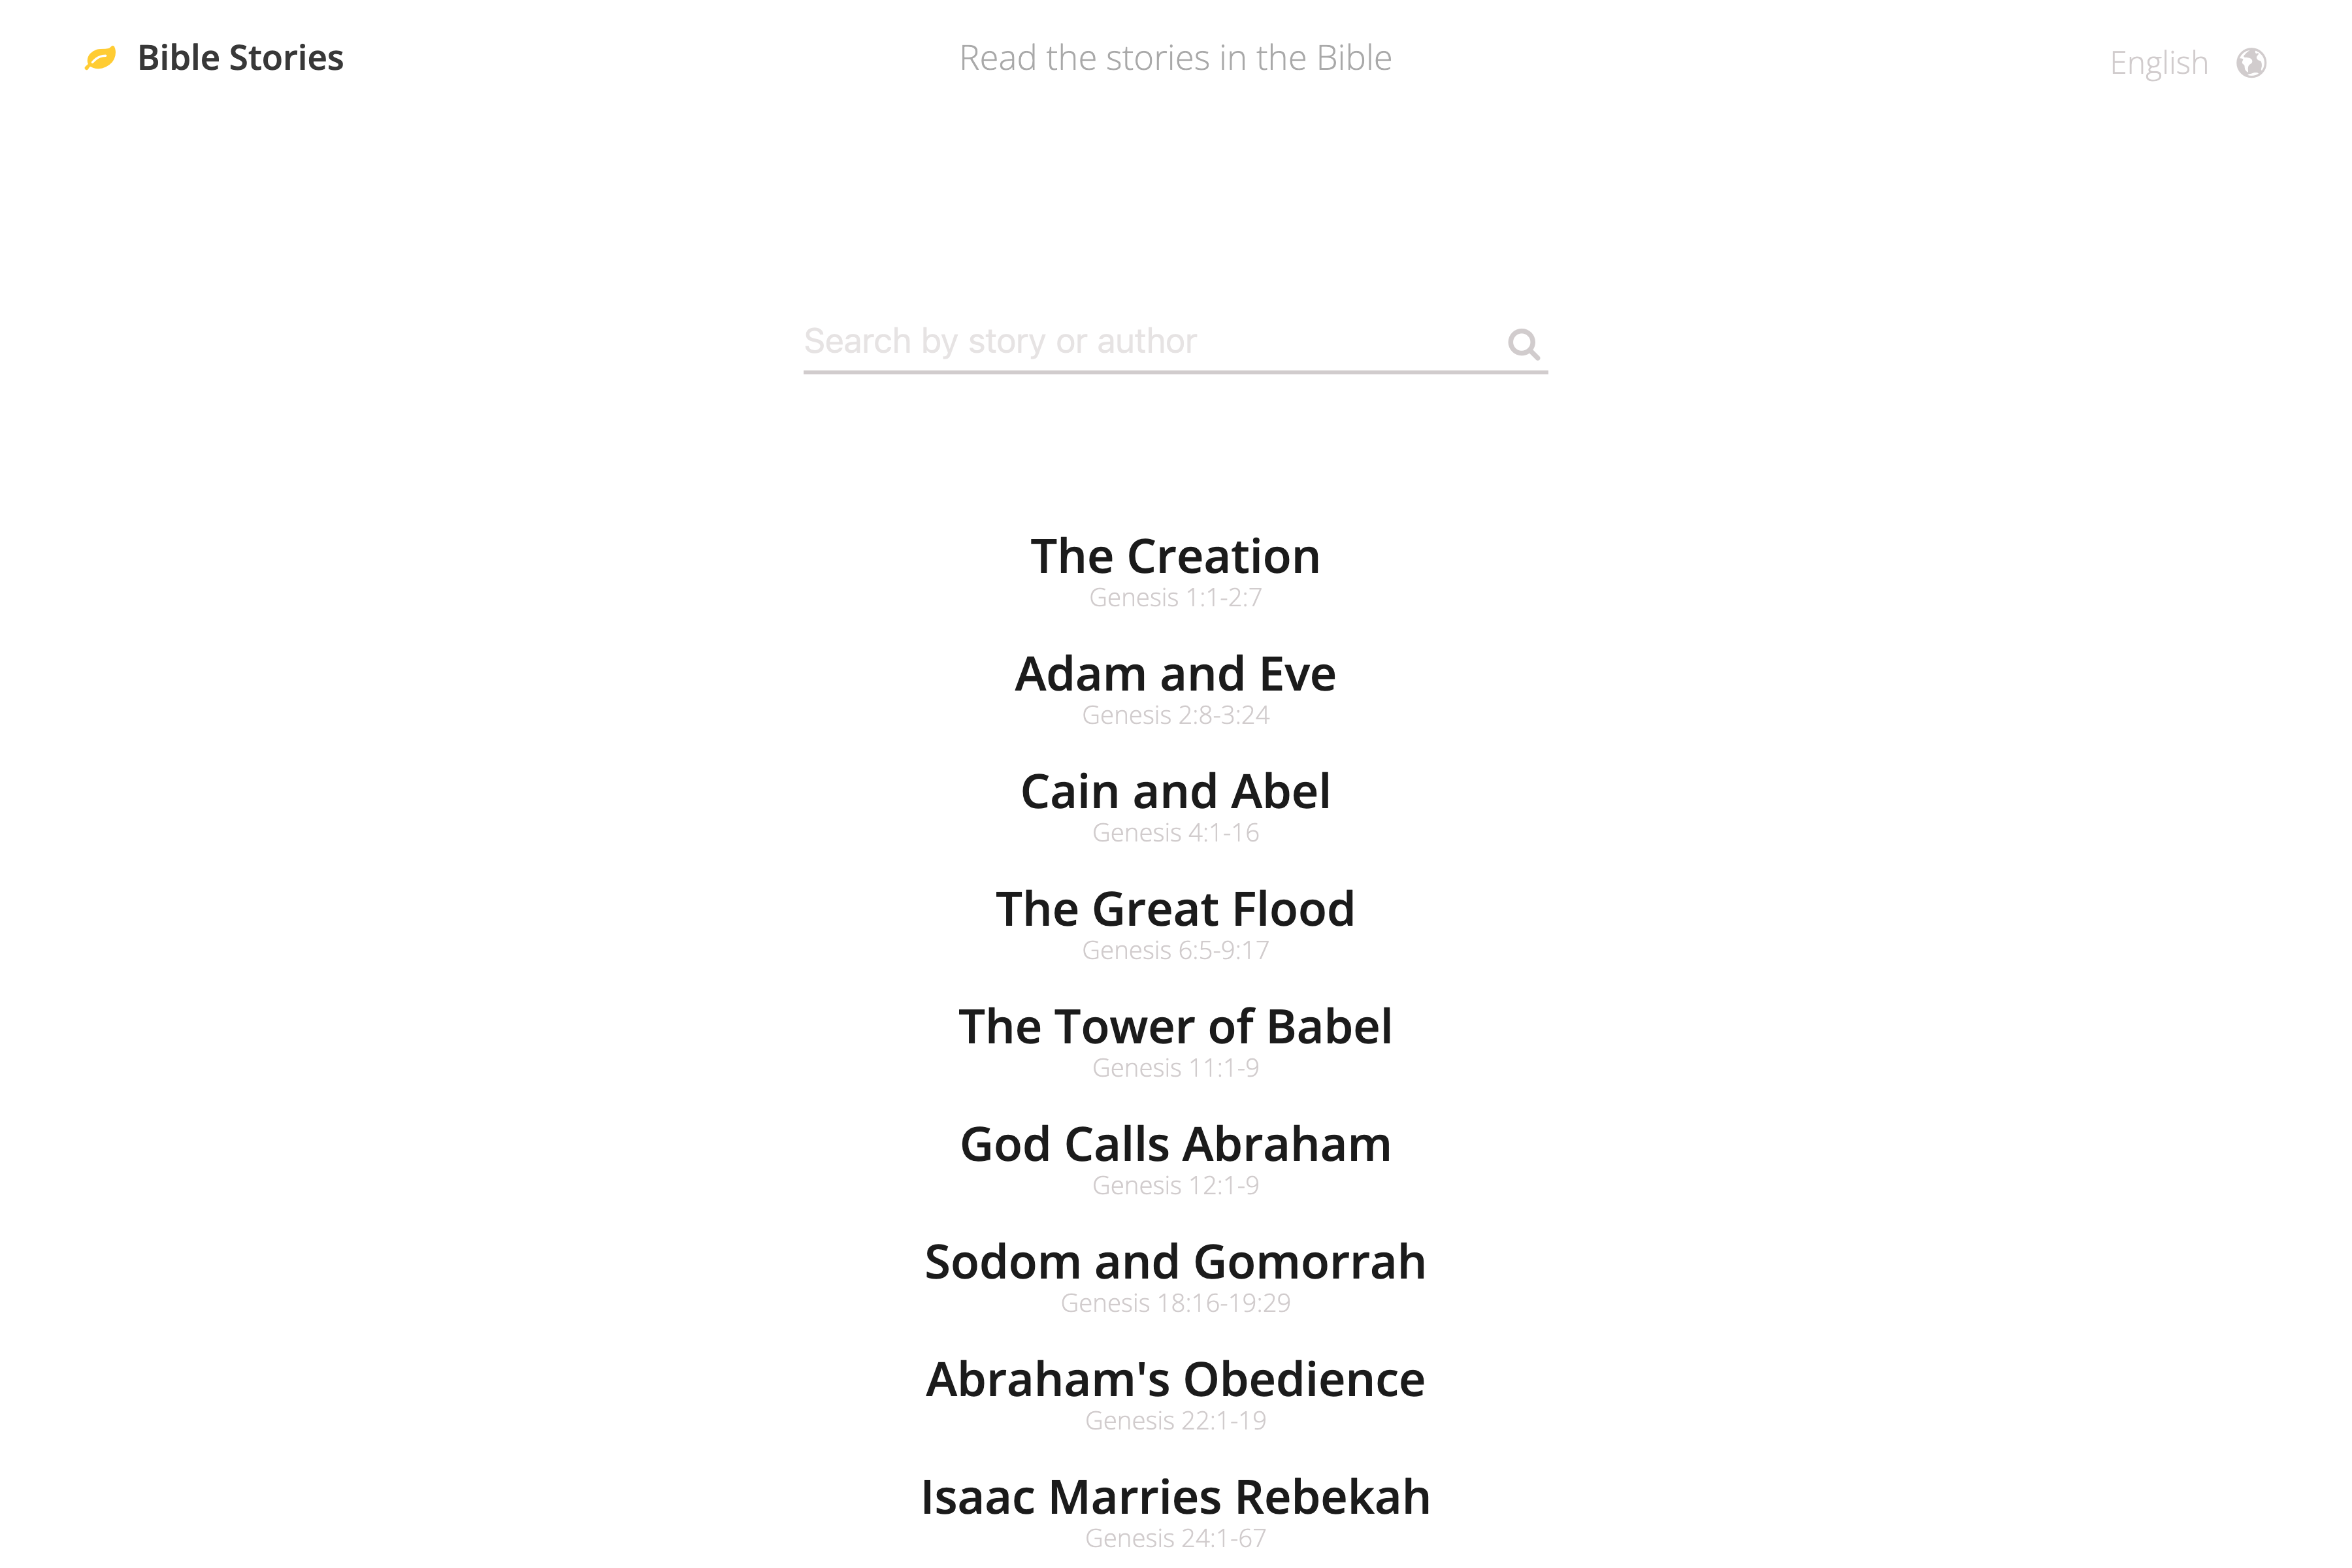 Bible Stories
Read the stories in the Bible
English
Search by story or author
The Creation
Genesis 1:1-2:7
Adam and Eve
Genesis 2:8-3:24
Cain and Abel
Genesis 4:1-16
The Great Flood
Genesis 6:5-9:17
The Tower of Babel
Genesis 11:1-9
God Calls Abraham
Genesis 12:1-9
Sodom and Gomorrah
Genesis 18:16-19:29
Abraham's Obedience
Genesis 22:1-19
Isaac Marries Rebekah
Genesis 24:1-67